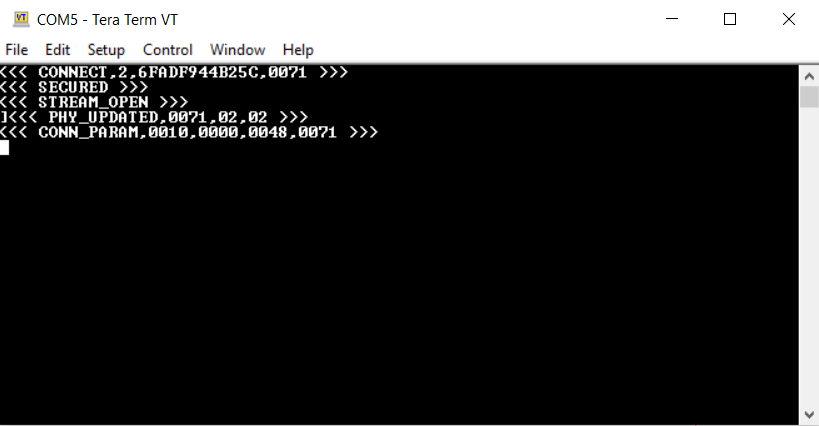 COM5 - Tera Term VT
File Edit Setup Control Window Help
<<< CONNECT,2,6FADF944B25C,0071 >>>
<<< SECURED >>>
<<< STREAM_OPEN >>>
]<<< PHY_UPDATED,0071,02,02 >>>
<<< CONN_PARAM,0010,0000,0048,0071 >>>